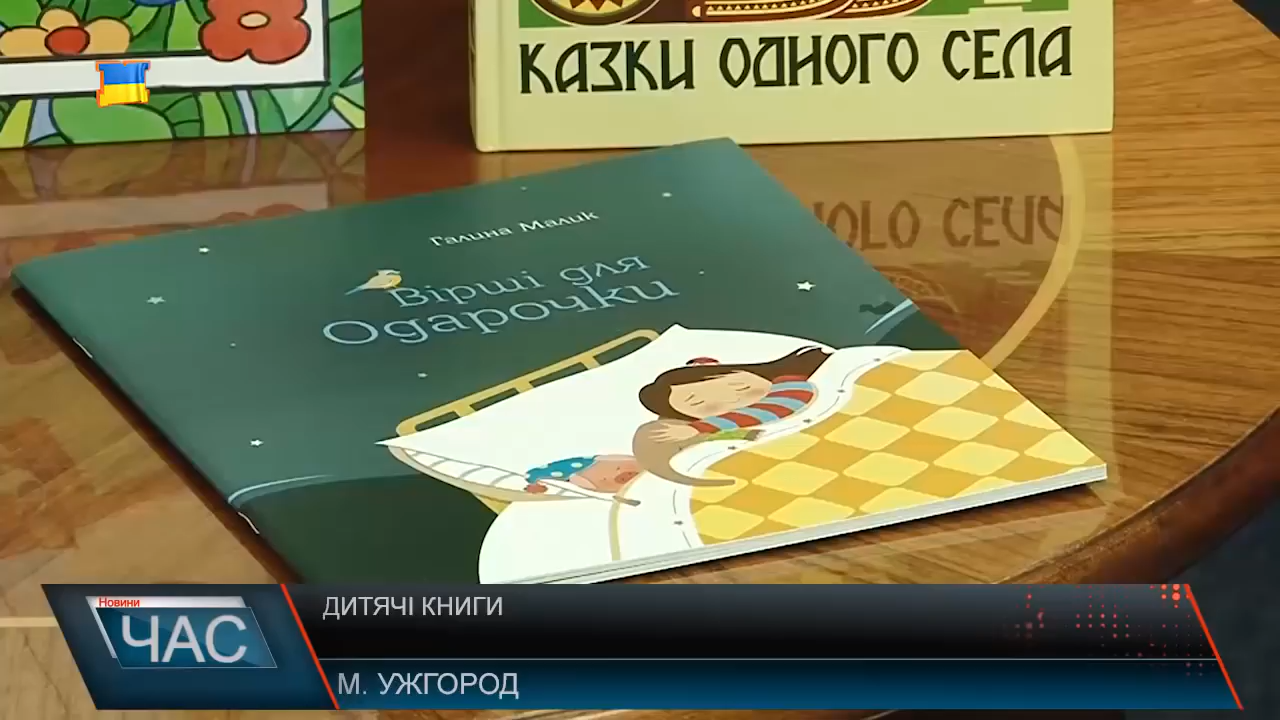 КАЗКИ ОДНОГО СЕЛА
Галина Малик
Вірші для
Одарочки
Новини
ЧАС
ДИТЯЧІ КНИГИ
М. УЖГОРОД